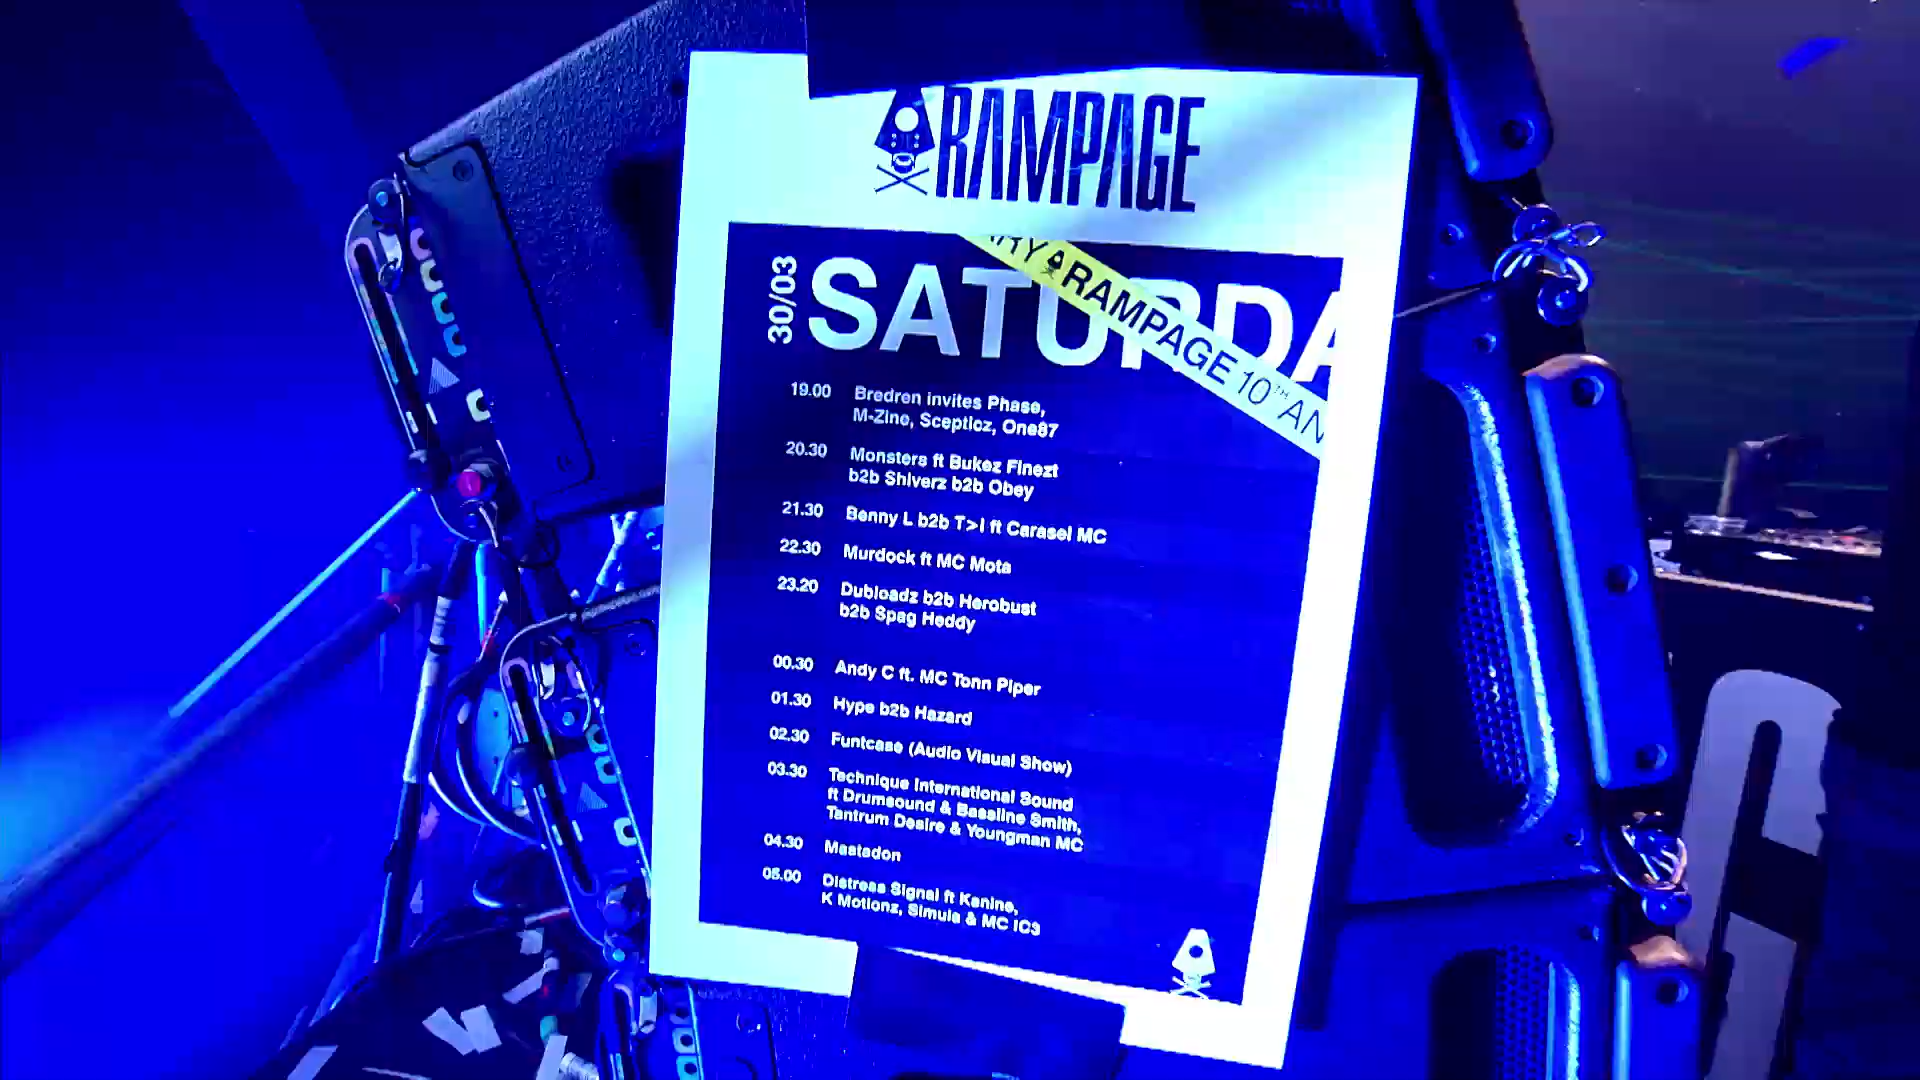 RAMPAGE
30/03
SATURDA
ARY RAMPAGE 10TH AN
19.00 Bredren invites Phase,
M-Zine, Scepticz, One87
20.30 Monsters ft Bukez Finezt
b2b Shiverz b2b Obey
21.30 Benny L b2b T>I ft Carasel MC
22.30 Murdock ft MC Mota
23.20 Dubloadz b2b Herobust
b2b Spag Heddy
00.30 Andy C ft. MC Tonn Piper
01.30 Hype b2b Hazard
02.30 Funtcase (Audio Visual Show)
03.30 Technique International Sound
ft Drumsound & Bassline Smith,
Tantrum Desire & Youngman MC
04.30 Mastadon
05.00 Distress Signal ft Kanine,
K Motionz, Simula & MC IC3